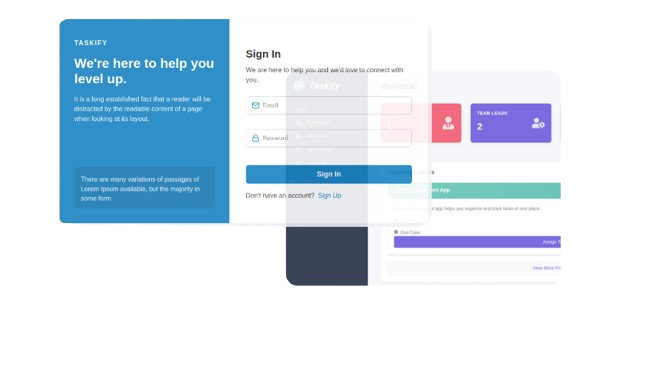 TASKIFY
We're here to help you
level up.
It is a long established fact that a reader will be
distracted by the readable content of a page
when looking at its layout.
There are many variations of passages of
Lorem Ipsum available, but the majority in
some form
Sign In
We are here to help you and we'd love to connect with
you.
Email
Password
Sign In
Don't have an account? Sign Up
Taskify
Welcome!
TEAM LEADS
2
App
app helps you organize and track tasks in one place.
Due Date
Assign
View More